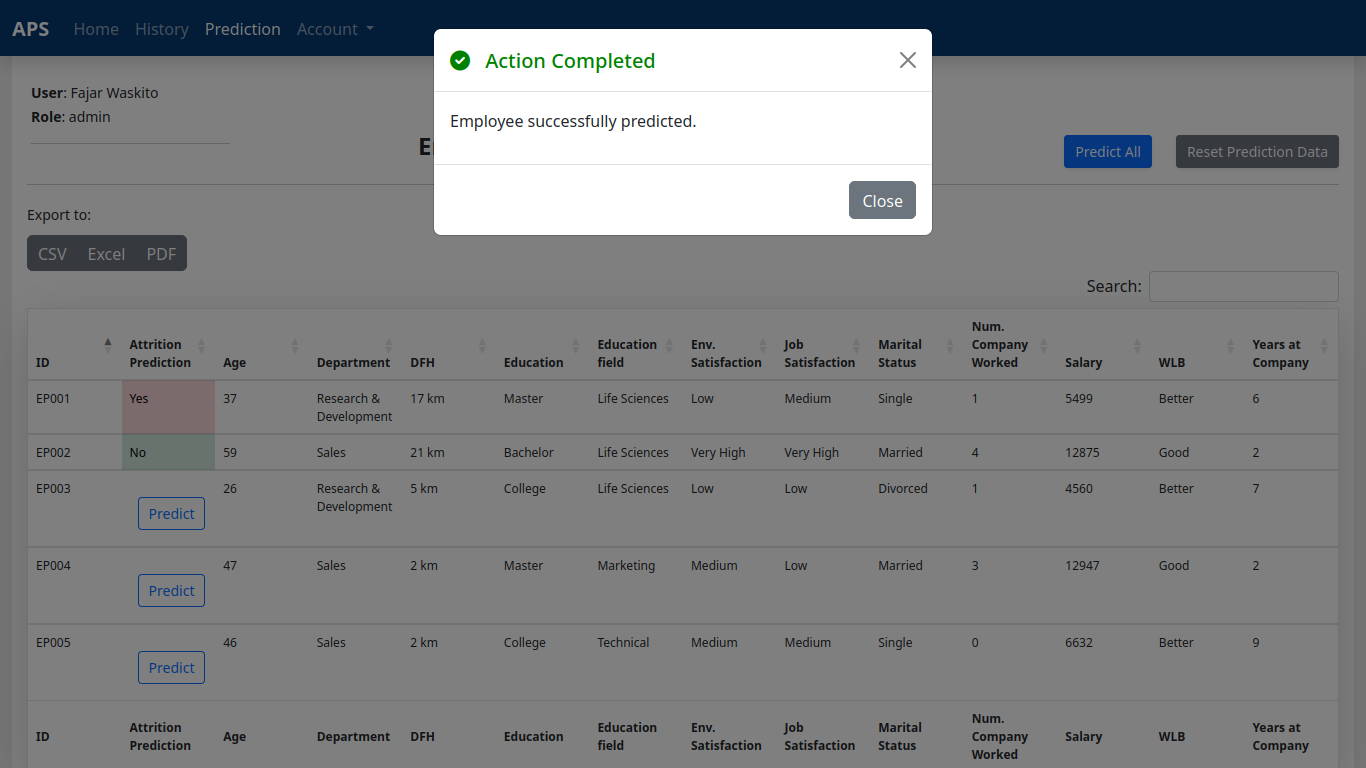 APS Home History Prediction Account
Action Completed
Employee successfully predicted.
Close
User: Fajar Waskito
Role: admin
E
Predict All Reset Prediction Data
Export to:
CSV Excel PDF
Search:
ID Attrition Prediction Age Department DFH Education Education field Env. Satisfaction Job Satisfaction Marital Status Num. Company Worked Salary WLB Years at Company
EP001 Yes 37 Research & Development 17 km Master Life Sciences Low Medium Single 1 5499 Better 6
EP002 No 59 Sales 21 km Bachelor Life Sciences Very High Very High Married 4 12875 Good 2
EP003 Predict 26 Research & Development 5 km College Life Sciences Low Low Divorced 1 4560 Better 7
EP004 Predict 47 Sales 2 km Master Marketing Medium Low Married 3 12947 Good 2
EP005 Predict 46 Sales 2 km College Technical Medium Medium Single 0 6632 Better 9
ID Attrition Prediction Age Department DFH Education Education field Env. Satisfaction Job Satisfaction Marital Status Num. Company Worked Salary WLB Years at Company